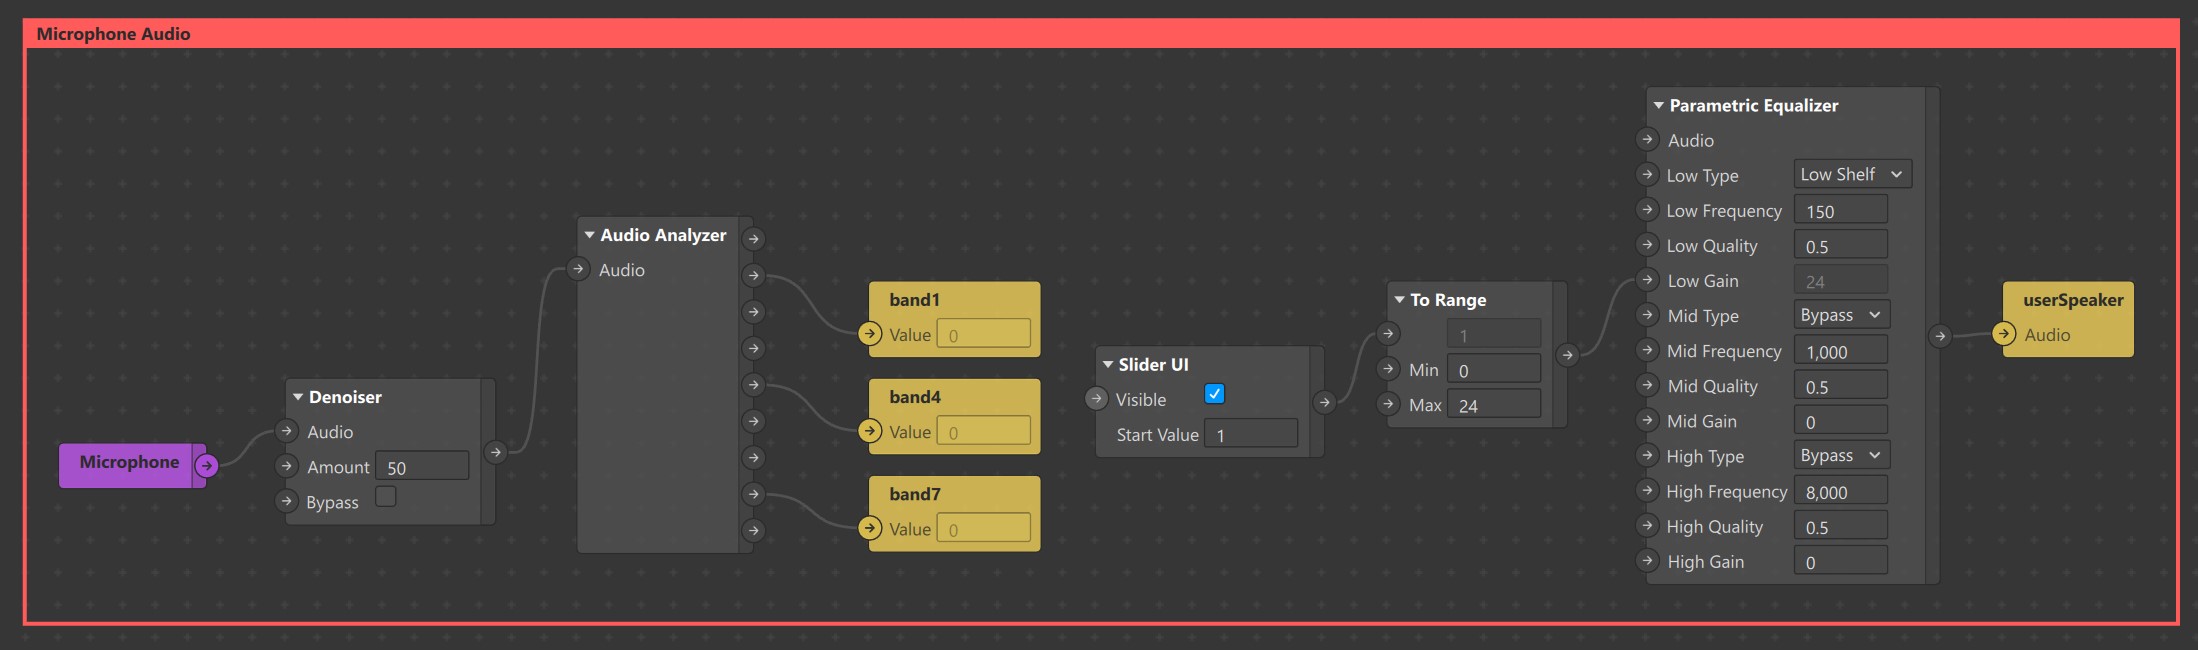 Microphone Audio
Microphone
Denoiser
Audio
Amount 50
Bypass
Audio Analyzer
Audio
band1
Value 0
band4
Value 0
band7
Value 0
Slider UI
Visible
Start Value 1
To Range
1
Min 0
Max 24
Parametric Equalizer
Audio
Low Type Low Shelf
Low Frequency 150
Low Quality 0.5
Low Gain 24
Mid Type Bypass
Mid Frequency 1,000
Mid Quality 0.5
Mid Gain 0
High Type Bypass
High Frequency 8,000
High Quality 0.5
High Gain 0
userSpeaker
Audio